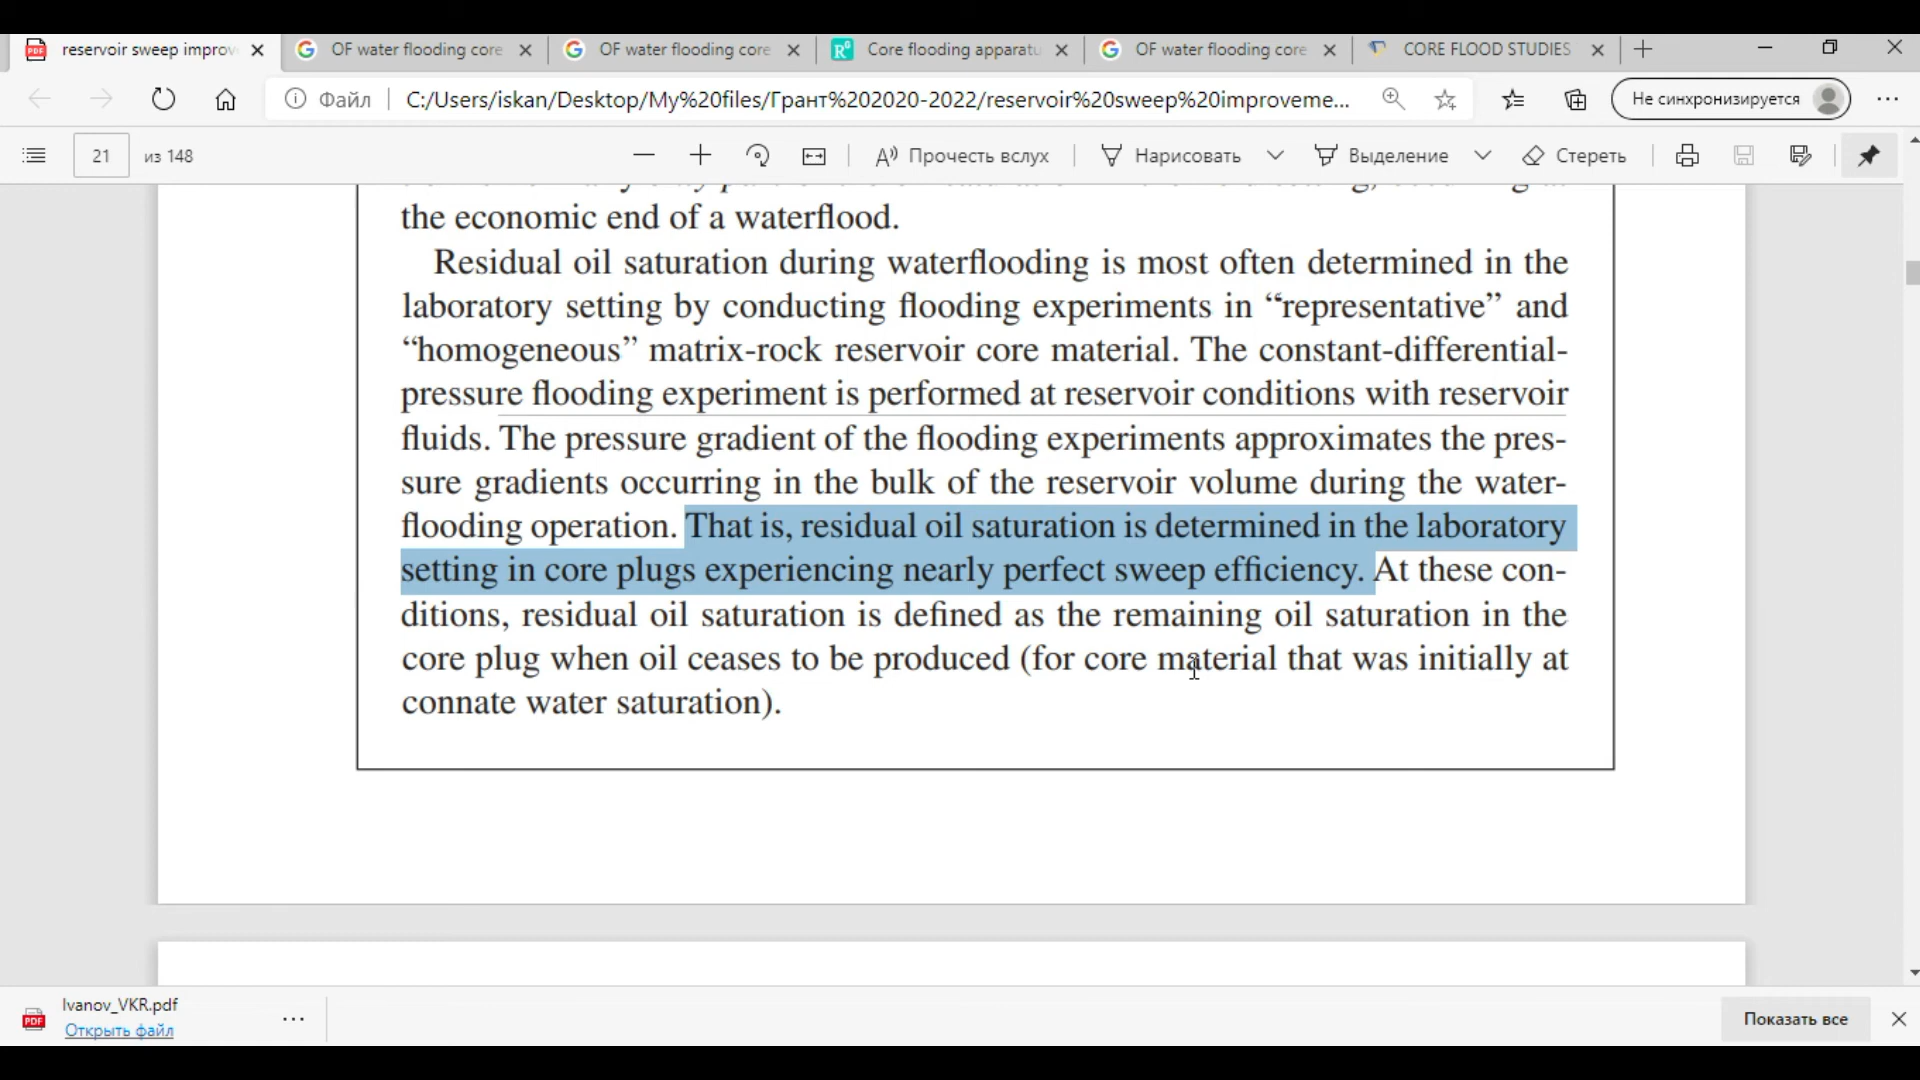 reservoir sweep improv
OF water flooding core
OF water flooding core
Core flooding apparatu
OF water flooding core
CORE FLOOD STUDIES
Файл
C:/Users/iskan/Desktop/My%20files/Грант%202020-2022/reservoir%20sweep%20improveme...
Не синхронизируется
21 из 148
Прочесть вслух
Нарисовать
Выделение
Стереть
the economic end of a waterflood.
Residual oil saturation during waterflooding is most often determined in the
laboratory setting by conducting flooding experiments in “representative” and
“homogeneous” matrix-rock reservoir core material. The constant-differential-
pressure flooding experiment is performed at reservoir conditions with reservoir
fluids. The pressure gradient of the flooding experiments approximates the pres-
sure gradients occurring in the bulk of the reservoir volume during the water-
flooding operation. That is, residual oil saturation is determined in the laboratory
setting in core plugs experiencing nearly perfect sweep efficiency. At these con-
ditions, residual oil saturation is defined as the remaining oil saturation in the
core plug when oil ceases to be produced (for core material that was initially at
connate water saturation).
Ivanov_VKR.pdf
Открыть файл
Показать все